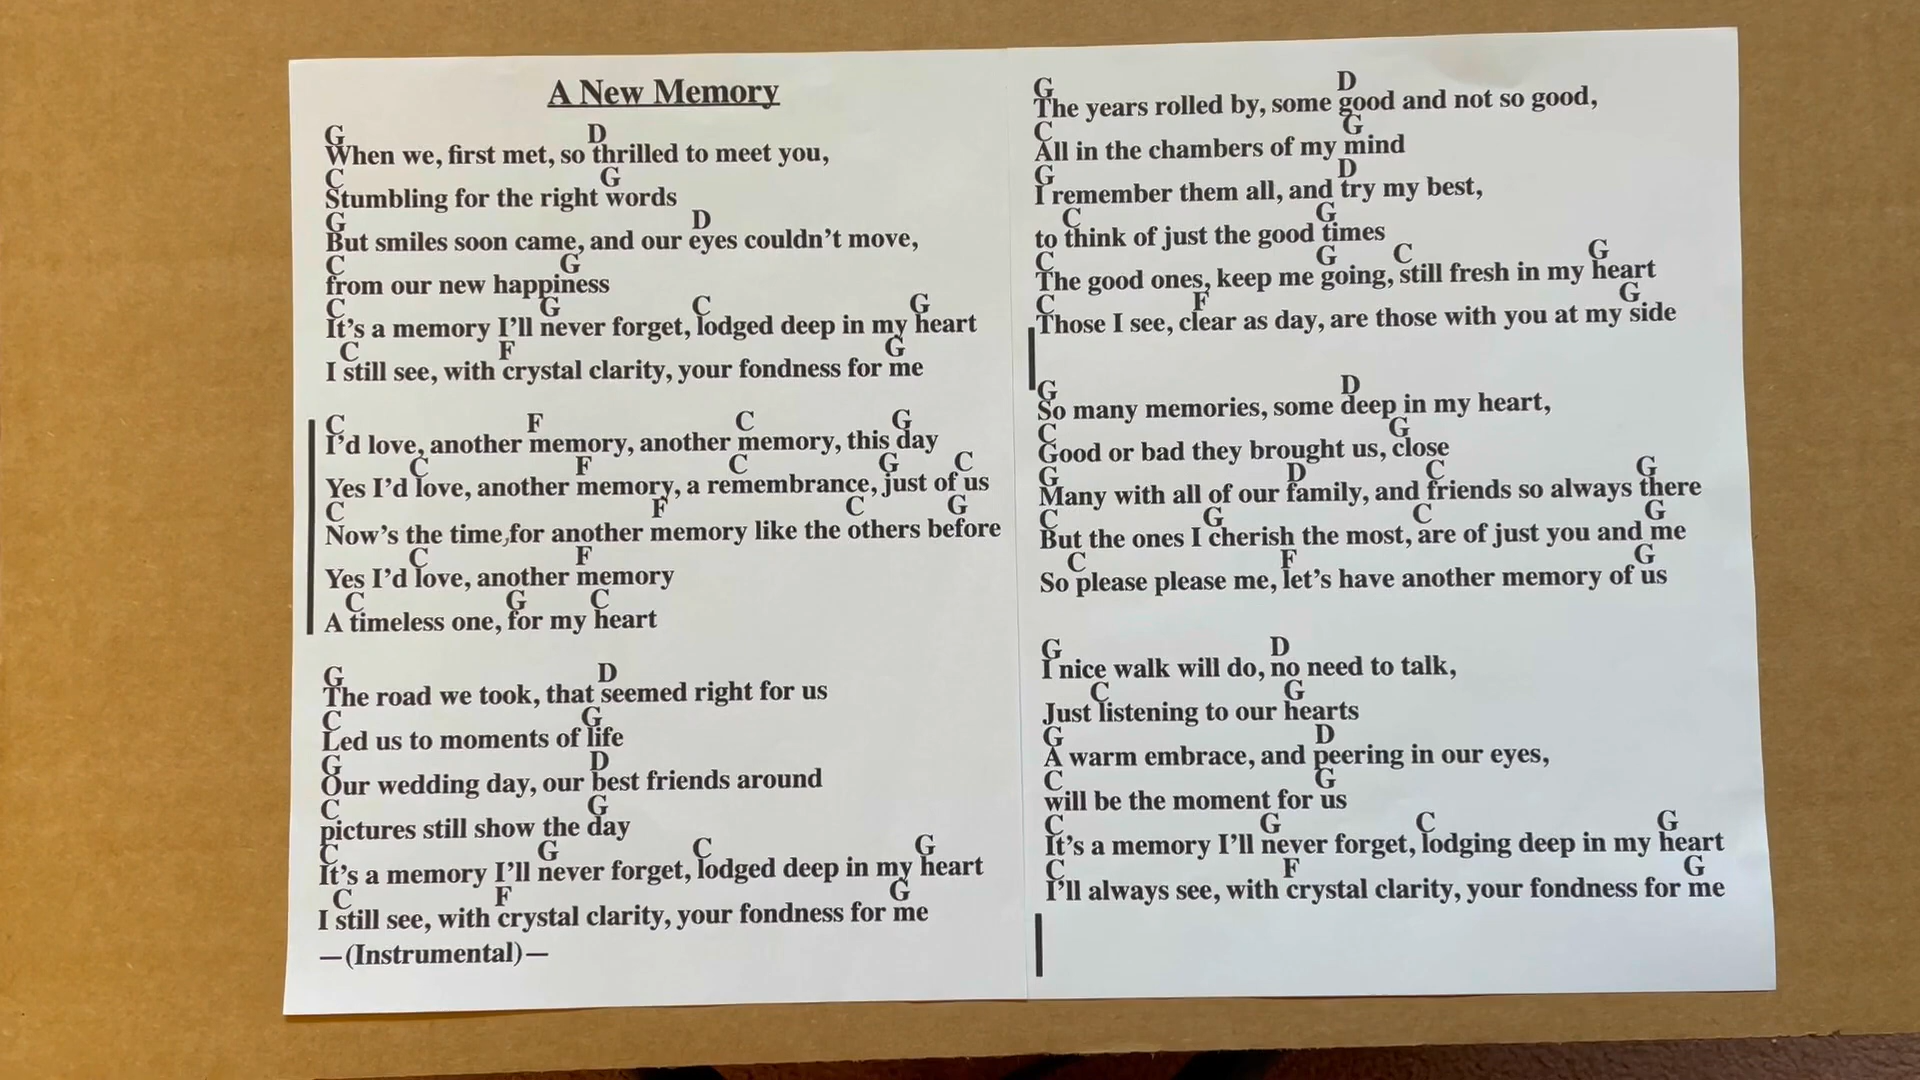 A New Memory
G D
When we, first met, so thrilled to meet you,
C G
Stumbling for the right words
G D
But smiles soon came, and our eyes couldn’t move,
C G
from our new happiness
C G C G
It’s a memory I’ll never forget, lodged deep in my heart
C F G
I still see, with crystal clarity, your fondness for me
C F C G
I’d love, another memory, another memory, this day
C F C G C
Yes I’d love, another memory, a remembrance, just of us
C F C G
Now’s the time,for another memory like the others before
C F
Yes I’d love, another memory
C G C
A timeless one, for my heart
G D
The road we took, that seemed right for us
C G
Led us to moments of life
G D
Our wedding day, our best friends around
C G
pictures still show the day
C G C G
It’s a memory I’ll never forget, lodged deep in my heart
C F G
I still see, with crystal clarity, your fondness for me
—(Instrumental)—
G D
The years rolled by, some good and not so good,
C G
All in the chambers of my mind
G D
I remember them all, and try my best,
C G
to think of just the good times
C G C G
The good ones, keep me going, still fresh in my heart
C F G
Those I see, clear as day, are those with you at my side
G D
So many memories, some deep in my heart,
C G
Good or bad they brought us, close
G D C G
Many with all of our family, and friends so always there
C G C G
But the ones I cherish the most, are of just you and me
C F G
So please please me, let’s have another memory of us
G D
I nice walk will do, no need to talk,
C G
Just listening to our hearts
G D
A warm embrace, and peering in our eyes,
C G
will be the moment for us
C G C G
It’s a memory I’ll never forget, lodging deep in my heart
C F G
I’ll always see, with crystal clarity, your fondness for me